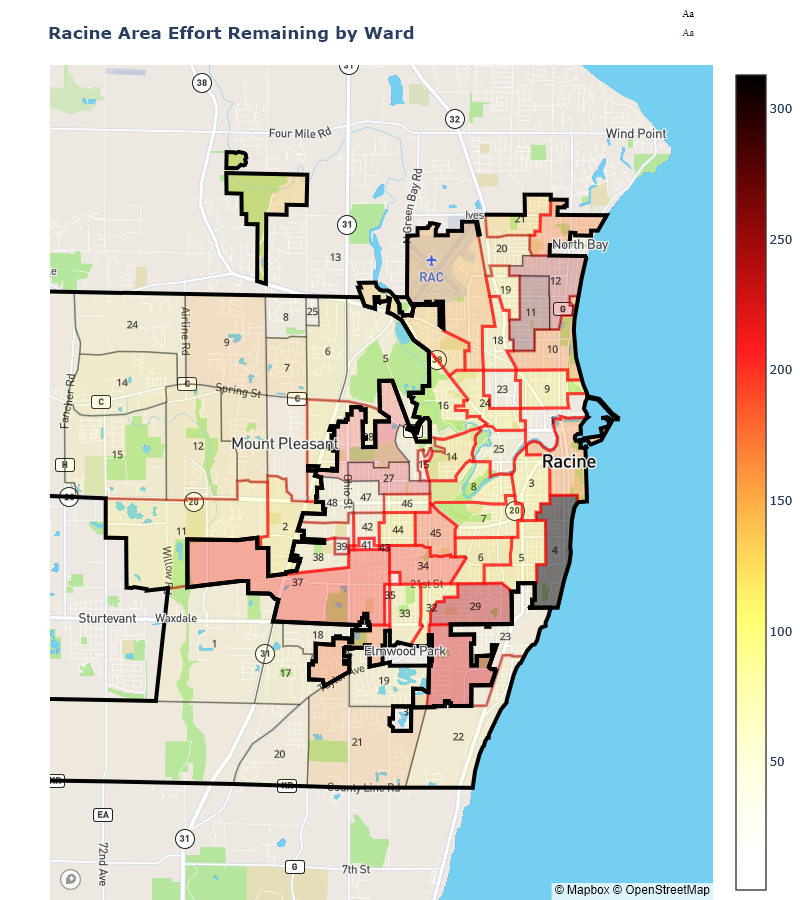 Aa
Racine Area Effort Remaining by Ward
Aa
31
38
300
32
Four Mile Rd
Wind Point
N Green Bay Rd
31
Ives
21
13
20
North Bay
250
RAC
19
12
25
8
11
G
24
Airline Rd
9
6
18
10
5
38
200
7
14
C
Spring St
23
9
Fancher Rd
C
C
16
24
Mount Pleasant
12
25
15
14
15
Racine
H
27
8
3
Ohio St
47
48
46
20
20
150
7
2
42
44
11
45
39
41
43
4
38
6
5
Willow Rd
34
37
21st St
35
29
33
32
Sturtevant
Waxdale
100
1
18
23
31
Elmwood Park
17
19
3
22
21
20
50
KR
KR
County Line Rd
EA
31
72nd Ave
G
7th St
© Mapbox © OpenStreetMap